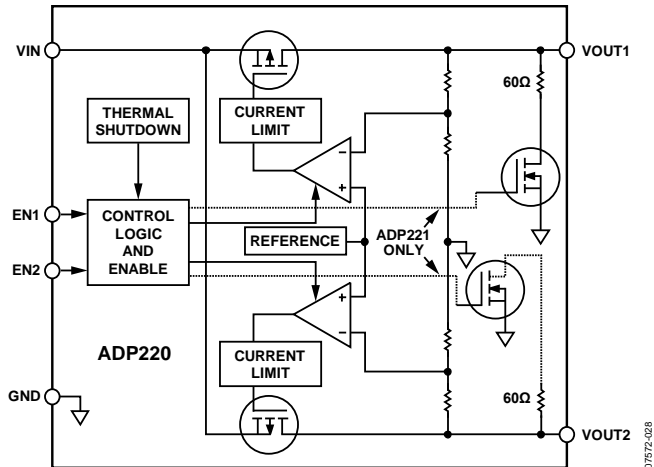 VIN
VOUT1
60Ω
THERMAL
SHUTDOWN
CURRENT
LIMIT
–
+
EN1
EN2
CONTROL
LOGIC
AND
ENABLE
REFERENCE
ADP221
ONLY
+
–
ADP220
CURRENT
LIMIT
GND
60Ω
VOUT2
07572-028